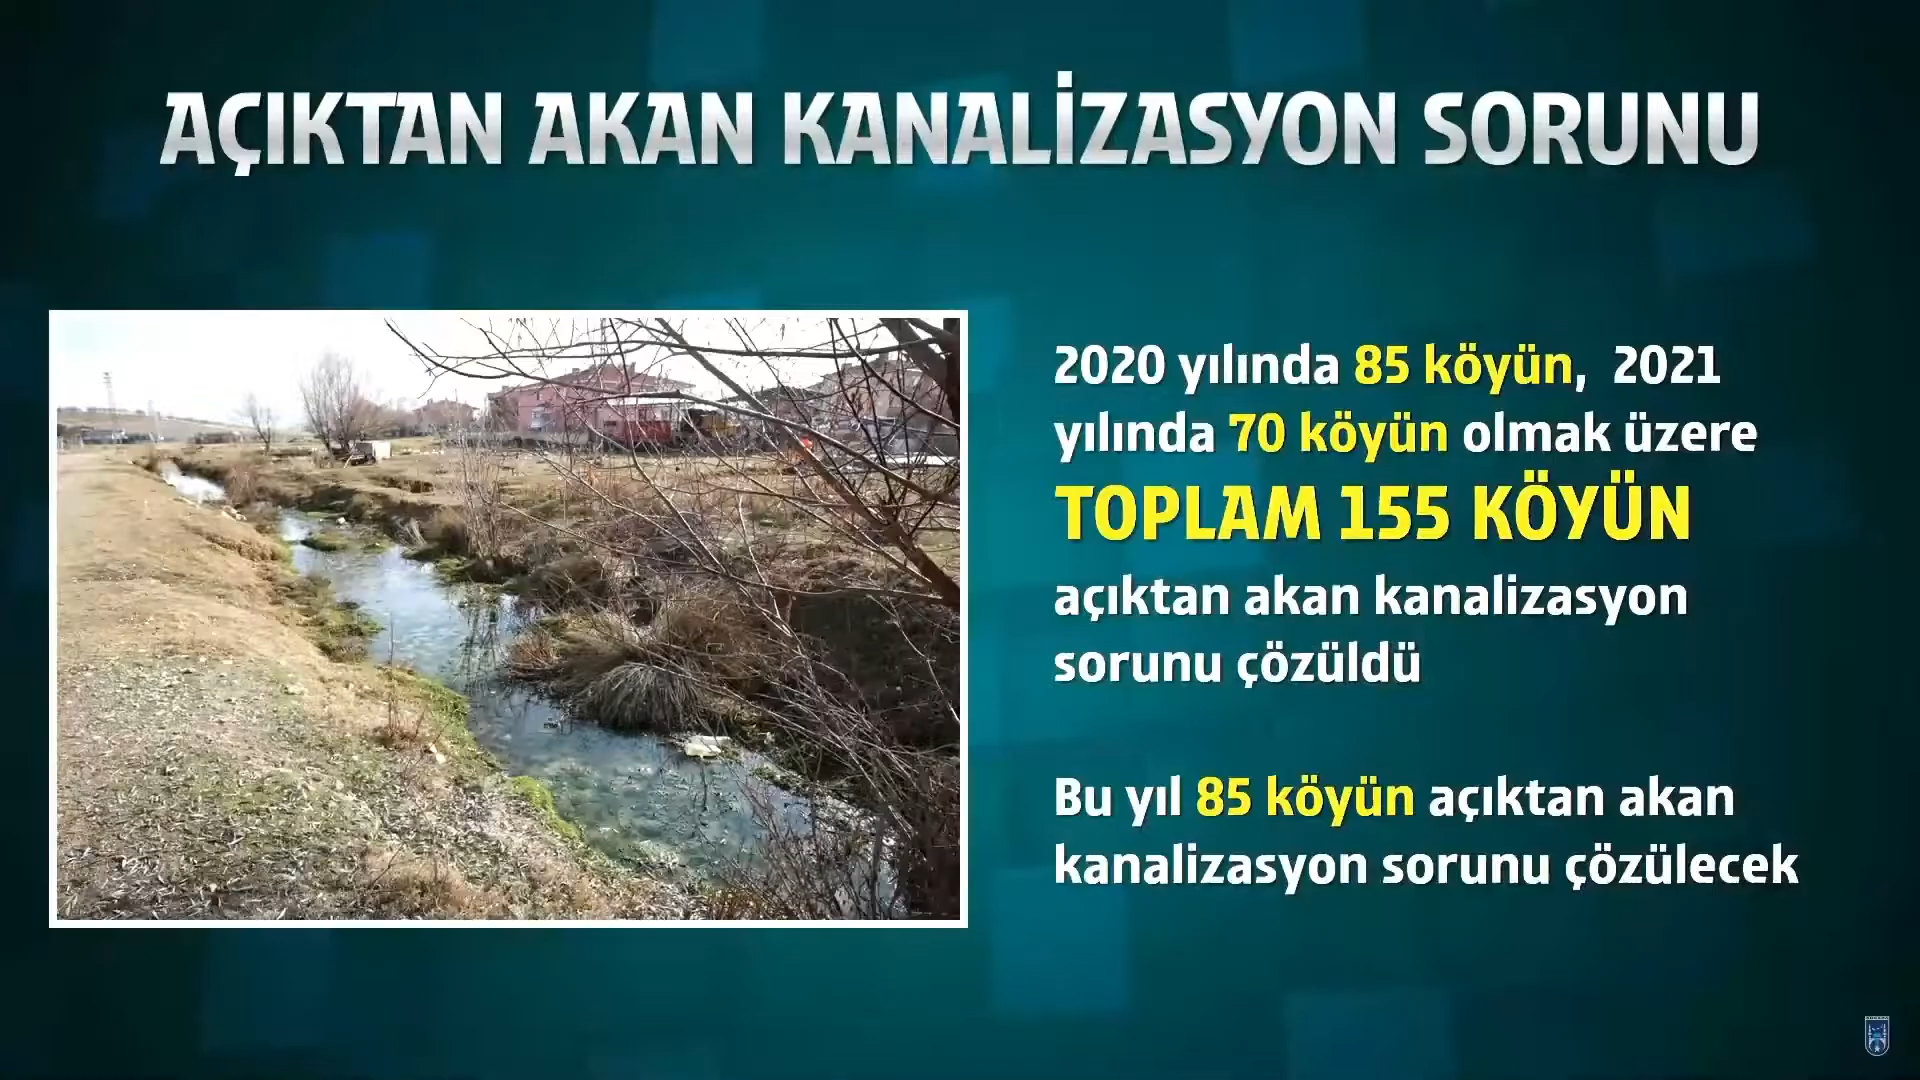 AÇIKTAN AKAN KANALİZASYON SORUNU
2020 yılında 85 köyün, 2021
yılında 70 köyün olmak üzere
TOPLAM 155 KÖYÜN
açıktan akan kanalizasyon
sorunu çözüldü
Bu yıl 85 köyün açıktan akan
kanalizasyon sorunu çözülecek